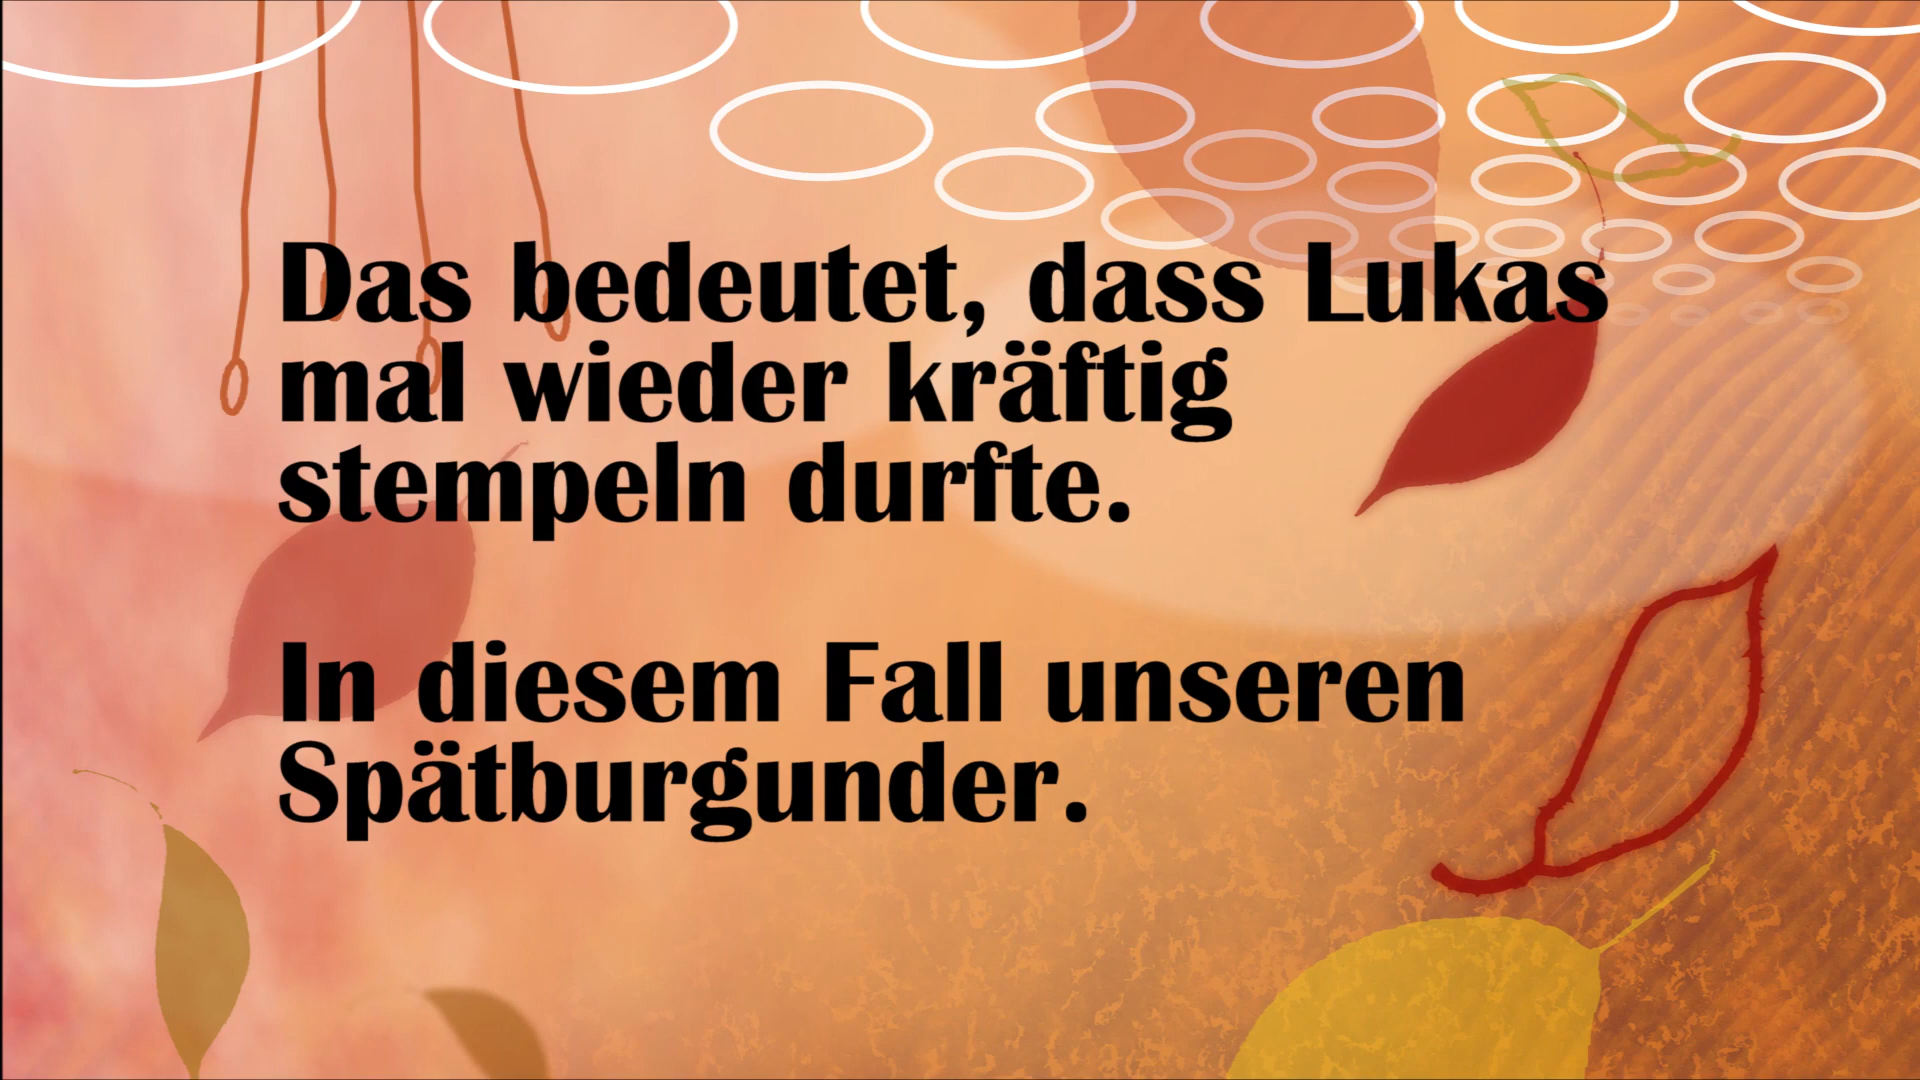 Das bedeutet, dass Lukas
mal wieder kräftig
stempeln durfte.
In diesem Fall unseren
Spätburgunder.